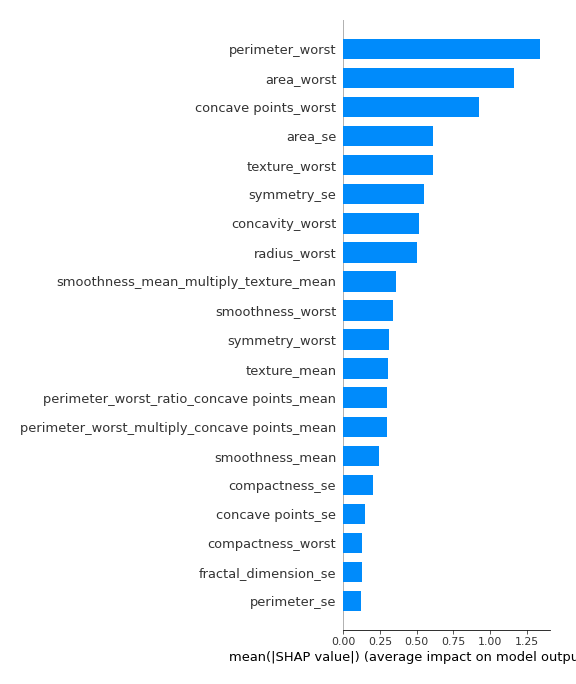 perimeter_worst
area_worst
concave points_worst
area_se
texture_worst
symmetry_se
concavity_worst
radius_worst
smoothness_mean_multiply_texture_mean
smoothness_worst
symmetry_worst
texture_mean
perimeter_worst_ratio_concave points_mean
perimeter_worst_multiply_concave points_mean
smoothness_mean
compactness_se
concave points_se
compactness_worst
fractal_dimension_se
perimeter_se
0.00 0.25 0.50 0.75 1.00 1.25
mean(|SHAP value|) (average impact on model outpu